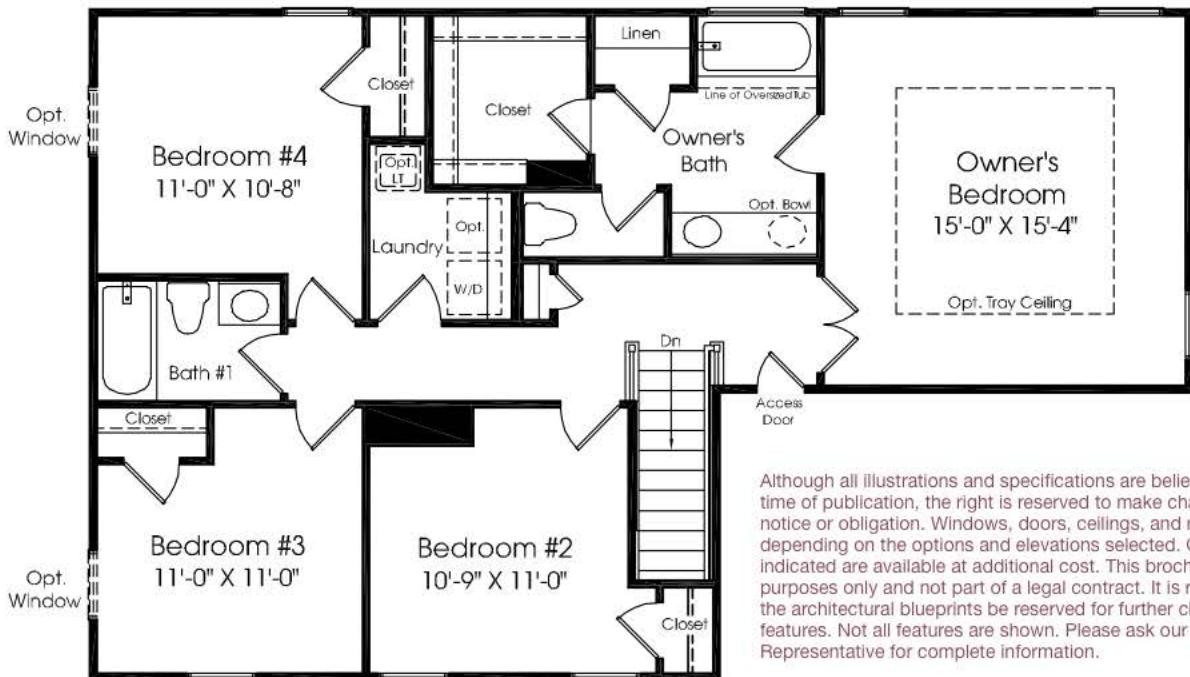 Linen
Closet
Closet
Line of Oversized Tub
Opt.
Window
Bedroom #4
11'-0" X 10'-8"
Opt.
LT
Owner's
Bath
Owner's
Bedroom
15'-0" X 15'-4"
Opt. Bowl
Opt.
Laundry
W/D
Opt. Tray Ceiling
Dn
Bath #1
Closet
Access
Door
Opt.
Window
Bedroom #3
11'-0" X 11'-0"
Bedroom #2
10'-9" X 11'-0"
Closet
Although all illustrations and specifications are belie
time of publication, the right is reserved to make cha
notice or obligation. Windows, doors, ceilings, and r
depending on the options and elevations selected.
indicated are available at additional cost. This broch
purposes only and not part of a legal contract. It is r
the architectural blueprints be reserved for further cl
features. Not all features are shown. Please ask our
Representative for complete information.